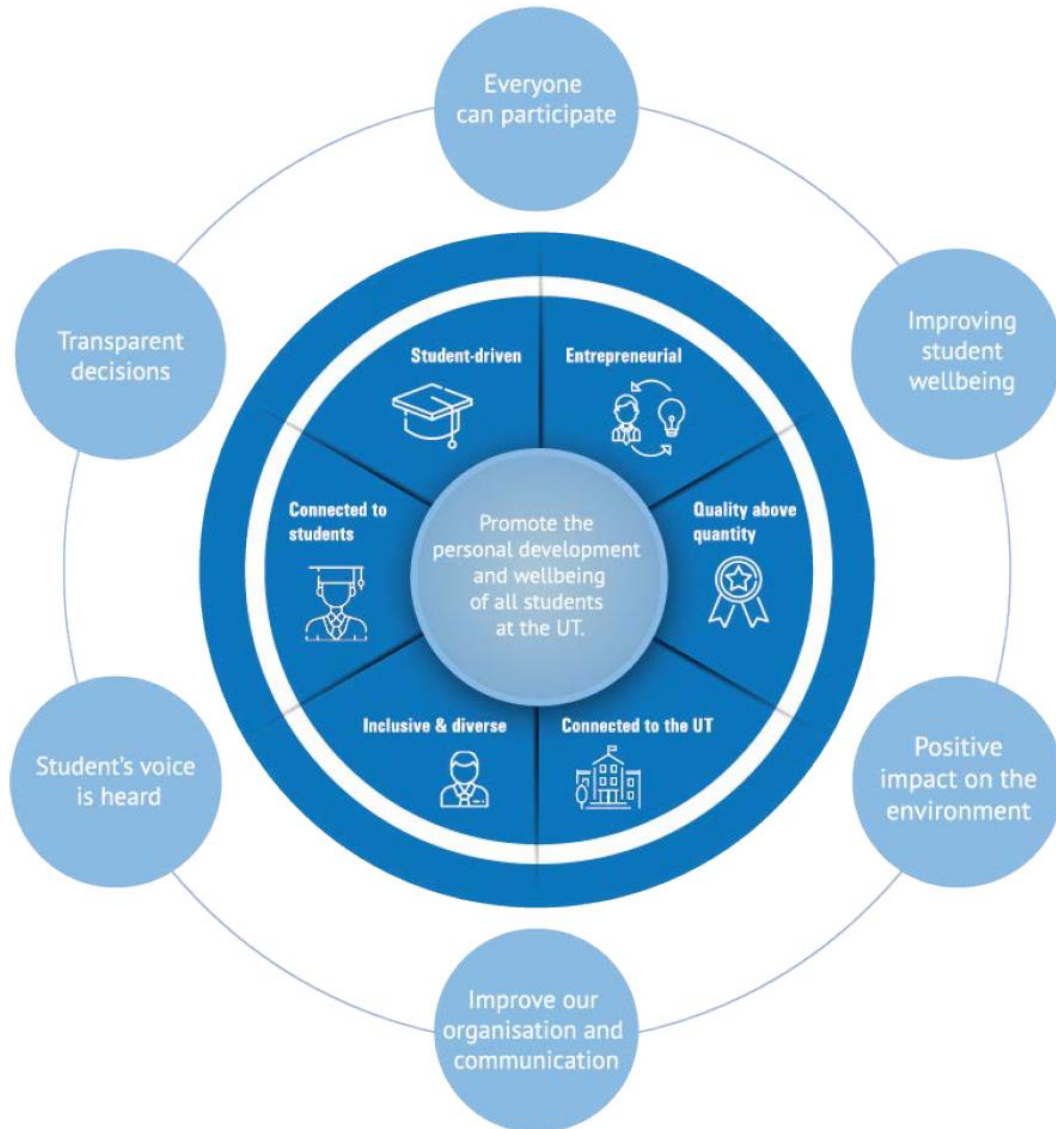 Everyone
can participate
Transparent
decisions
Improving
student
wellbeing
Student-driven
Entrepreneurial
Connected to
students
Quality above
quantity
Promote the
personal development
and wellbeing
of all students
at the UT.
Inclusive & diverse
Connected to the UT
Student's voice
is heard
Positive
impact on the
environment
Improve our
organisation and
communication